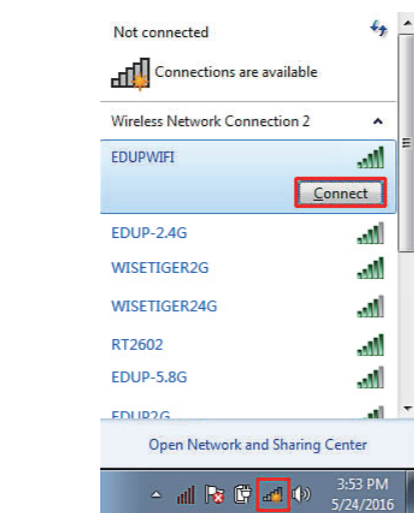 Not connected
Connections are available
Wireless Network Connection 2
EDUPWIFI
Connect
EDUP-2.4G
WISETIGER2G
WISETIGER24G
RT2602
EDUP-5.8G
EDUP2G
Open Network and Sharing Center
3:53 PM
5/24/2016